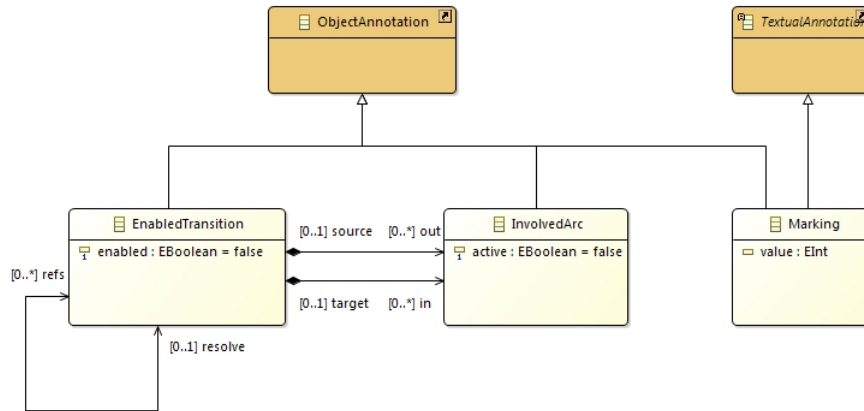 ObjectAnnotation
TextualAnnotation
EnabledTransition
enabled : EBoolean = false
[0..1] source
[0..*] out
InvolvedArc
active : EBoolean = false
Marking
value : EInt
[0..*] refs
[0..1] target
[0..*] in
[0..1] resolve